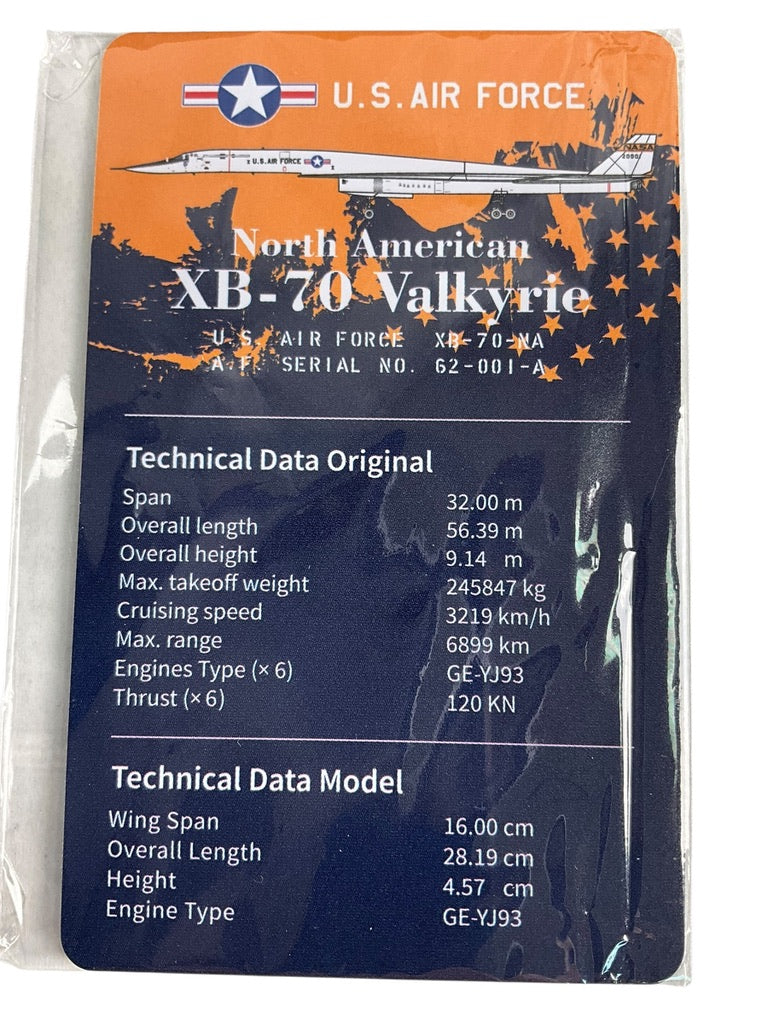 U.S. AIR FORCE
U.S. AIR FORCE
NASA
20001
North American
XB-70 Valkyrie
U.S. AIR FORCE XB-70-NA
A.F. SERIAL NO. 62-001-A
Technical Data Original
Span 32.00 m
Overall length 56.39 m
Overall height 9.14 m
Max. takeoff weight 245847 kg
Cruising speed 3219 km/h
Max. range 6899 km
Engines Type (× 6) GE-YJ93
Thrust (× 6) 120 KN
Technical Data Model
Wing Span 16.00 cm
Overall Length 28.19 cm
Height 4.57 cm
Engine Type GE-YJ93